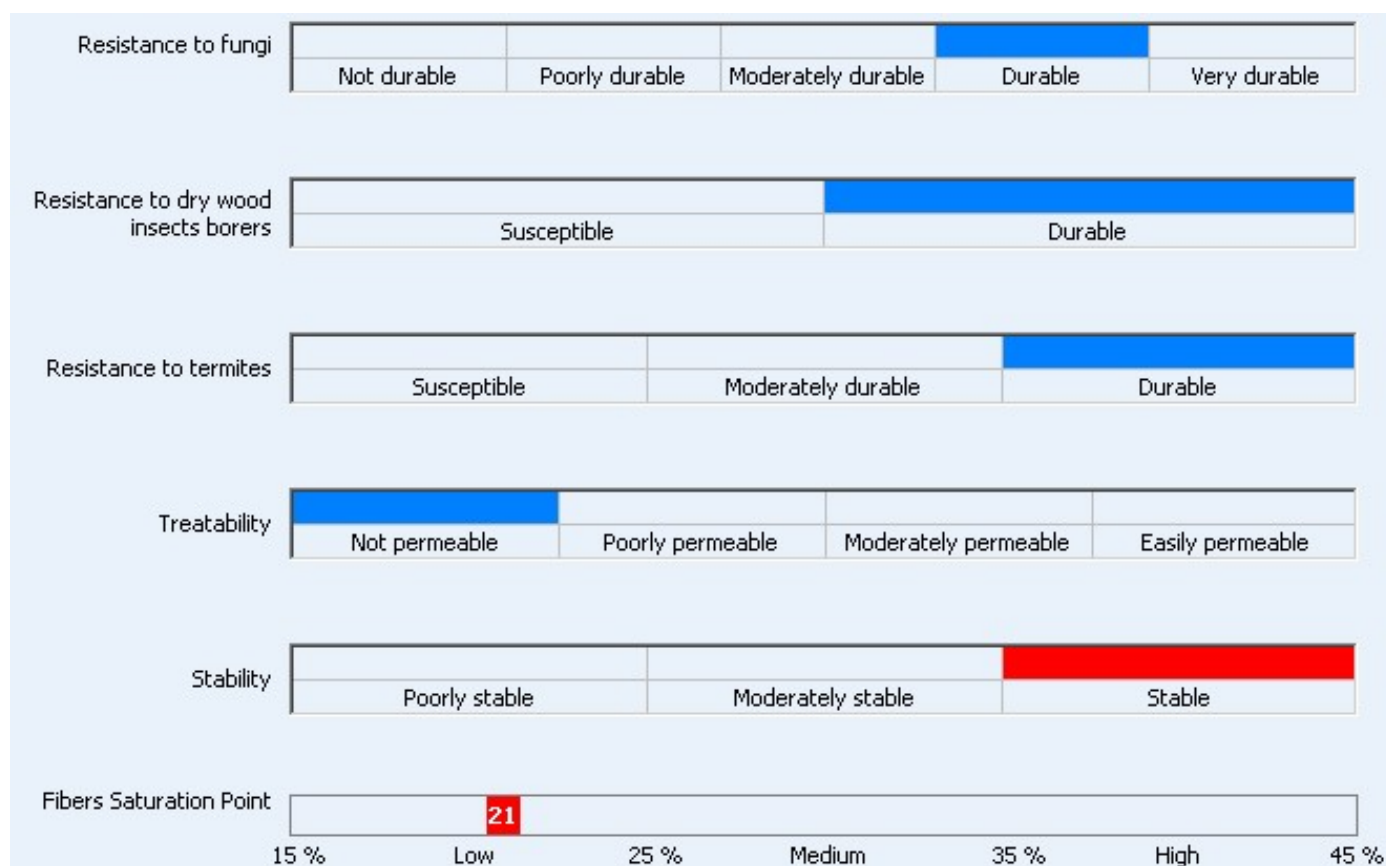 Resistance to fungi
Not durable Poorly durable Moderately durable Durable Very durable
Resistance to dry wood
insects borers
Susceptible Durable
Resistance to termites
Susceptible Moderately durable Durable
Treatability
Not permeable Poorly permeable Moderately permeable Easily permeable
Stability
Poorly stable Moderately stable Stable
Fibers Saturation Point
21
15 % Low 25 % Medium 35 % High 45 %